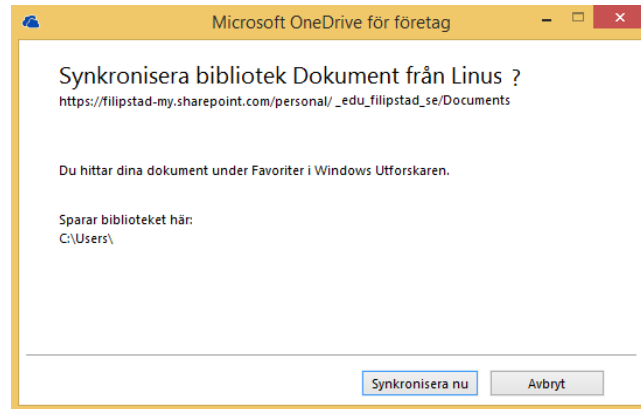 Microsoft OneDrive för företag
Synkronisera bibliotek Dokument från Linus ?
https://filipstad-my.sharepoint.com/personal/ _edu_filipstad_se/Documents
Du hittar dina dokument under Favoriter i Windows Utforskaren.
Sparar biblioteket här:
C:\Users\
Synkronisera nu
Avbryt